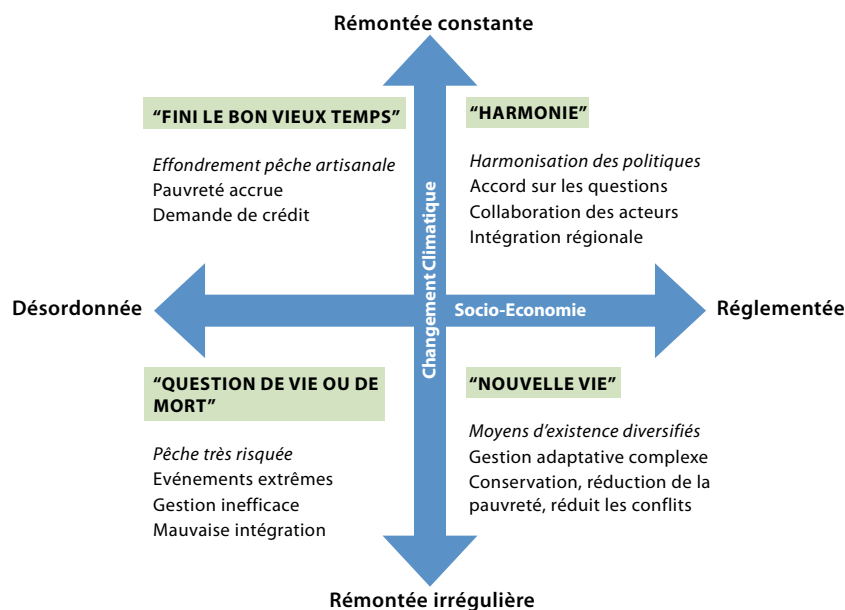 Rémontée constante
“FINI LE BON VIEUX TEMPS”
Effondrement pêche artisanale
Pauvreté accrue
Demande de crédit
“HARMONIE”
Harmonisation des politiques
Accord sur les questions
Collaboration des acteurs
Intégration régionale
Changement Climatique
Désordonnée
Socio-Economie
Réglementée
“QUESTION DE VIE OU DE
MORT”
Pêche très risquée
Evénements extrêmes
Gestion inefficace
Mauvaise intégration
“NOUVELLE VIE”
Moyens d’existence diversifiés
Gestion adaptative complexe
Conservation, réduction de la
pauvreté, réduit les conflits
Rémontée irrégulière